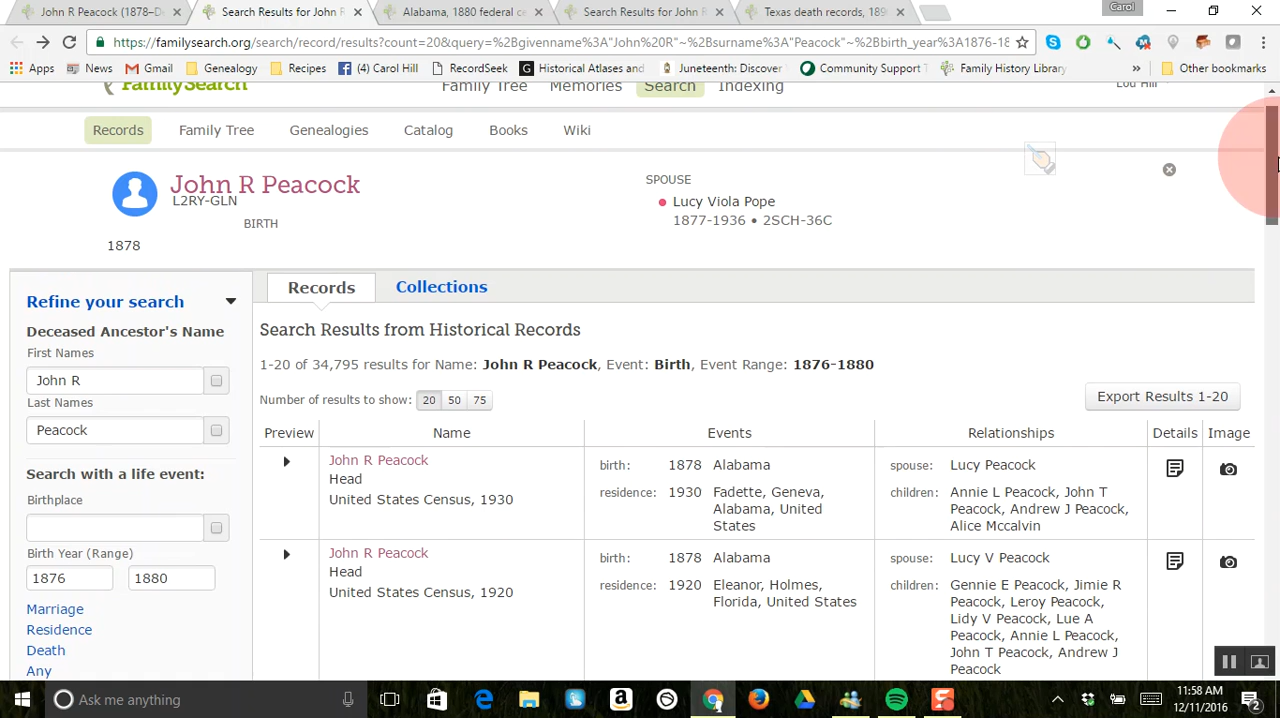 John R Peacock (1878–D
Search Results for John R
Alabama, 1880 federal ce
Search Results for John R
Texas death records, 189
Carol
https://familysearch.org/search/record/results?count=20&query=%2Bgivenname%3A"John%20R"~%2Bsurname%3A"Peacock"~%2Bbirth_year%3A1876-18
Apps News Gmail Genealogy Recipes (4) Carol Hill RecordSeek Historical Atlases and Juneteenth: Discover Community Support T Family History Library » Other bookmarks
FamilySearch Family Tree Memories Search Indexing Lou Hill
Records Family Tree Genealogies Catalog Books Wiki
John R Peacock
L2RY-GLN
BIRTH
1878
SPOUSE
Lucy Viola Pope
1877-1936 • 2SCH-36C
Refine your search
Deceased Ancestor's Name
First Names
John R
Last Names
Peacock
Search with a life event:
Birthplace
Birth Year (Range)
1876 1880
Marriage
Residence
Death
Any
Records Collections
Search Results from Historical Records
1-20 of 34,795 results for Name: John R Peacock, Event: Birth, Event Range: 1876-1880
Number of results to show: 20 50 75
Export Results 1-20
Preview Name Events Relationships Details Image
John R Peacock
Head
United States Census, 1930
birth: 1878 Alabama
residence: 1930 Fadette, Geneva,
Alabama, United
States
spouse: Lucy Peacock
children: Annie L Peacock, John T
Peacock, Andrew J Peacock,
Alice Mccalvin
John R Peacock
Head
United States Census, 1920
birth: 1878 Alabama
residence: 1920 Eleanor, Holmes,
Florida, United States
spouse: Lucy V Peacock
children: Gennie E Peacock, Jimie R
Peacock, Leroy Peacock,
Lidy V Peacock, Lue A
Peacock, Annie L Peacock,
John T Peacock, Andrew J
Peacock
Ask me anything
11:58 AM
12/11/2016
2